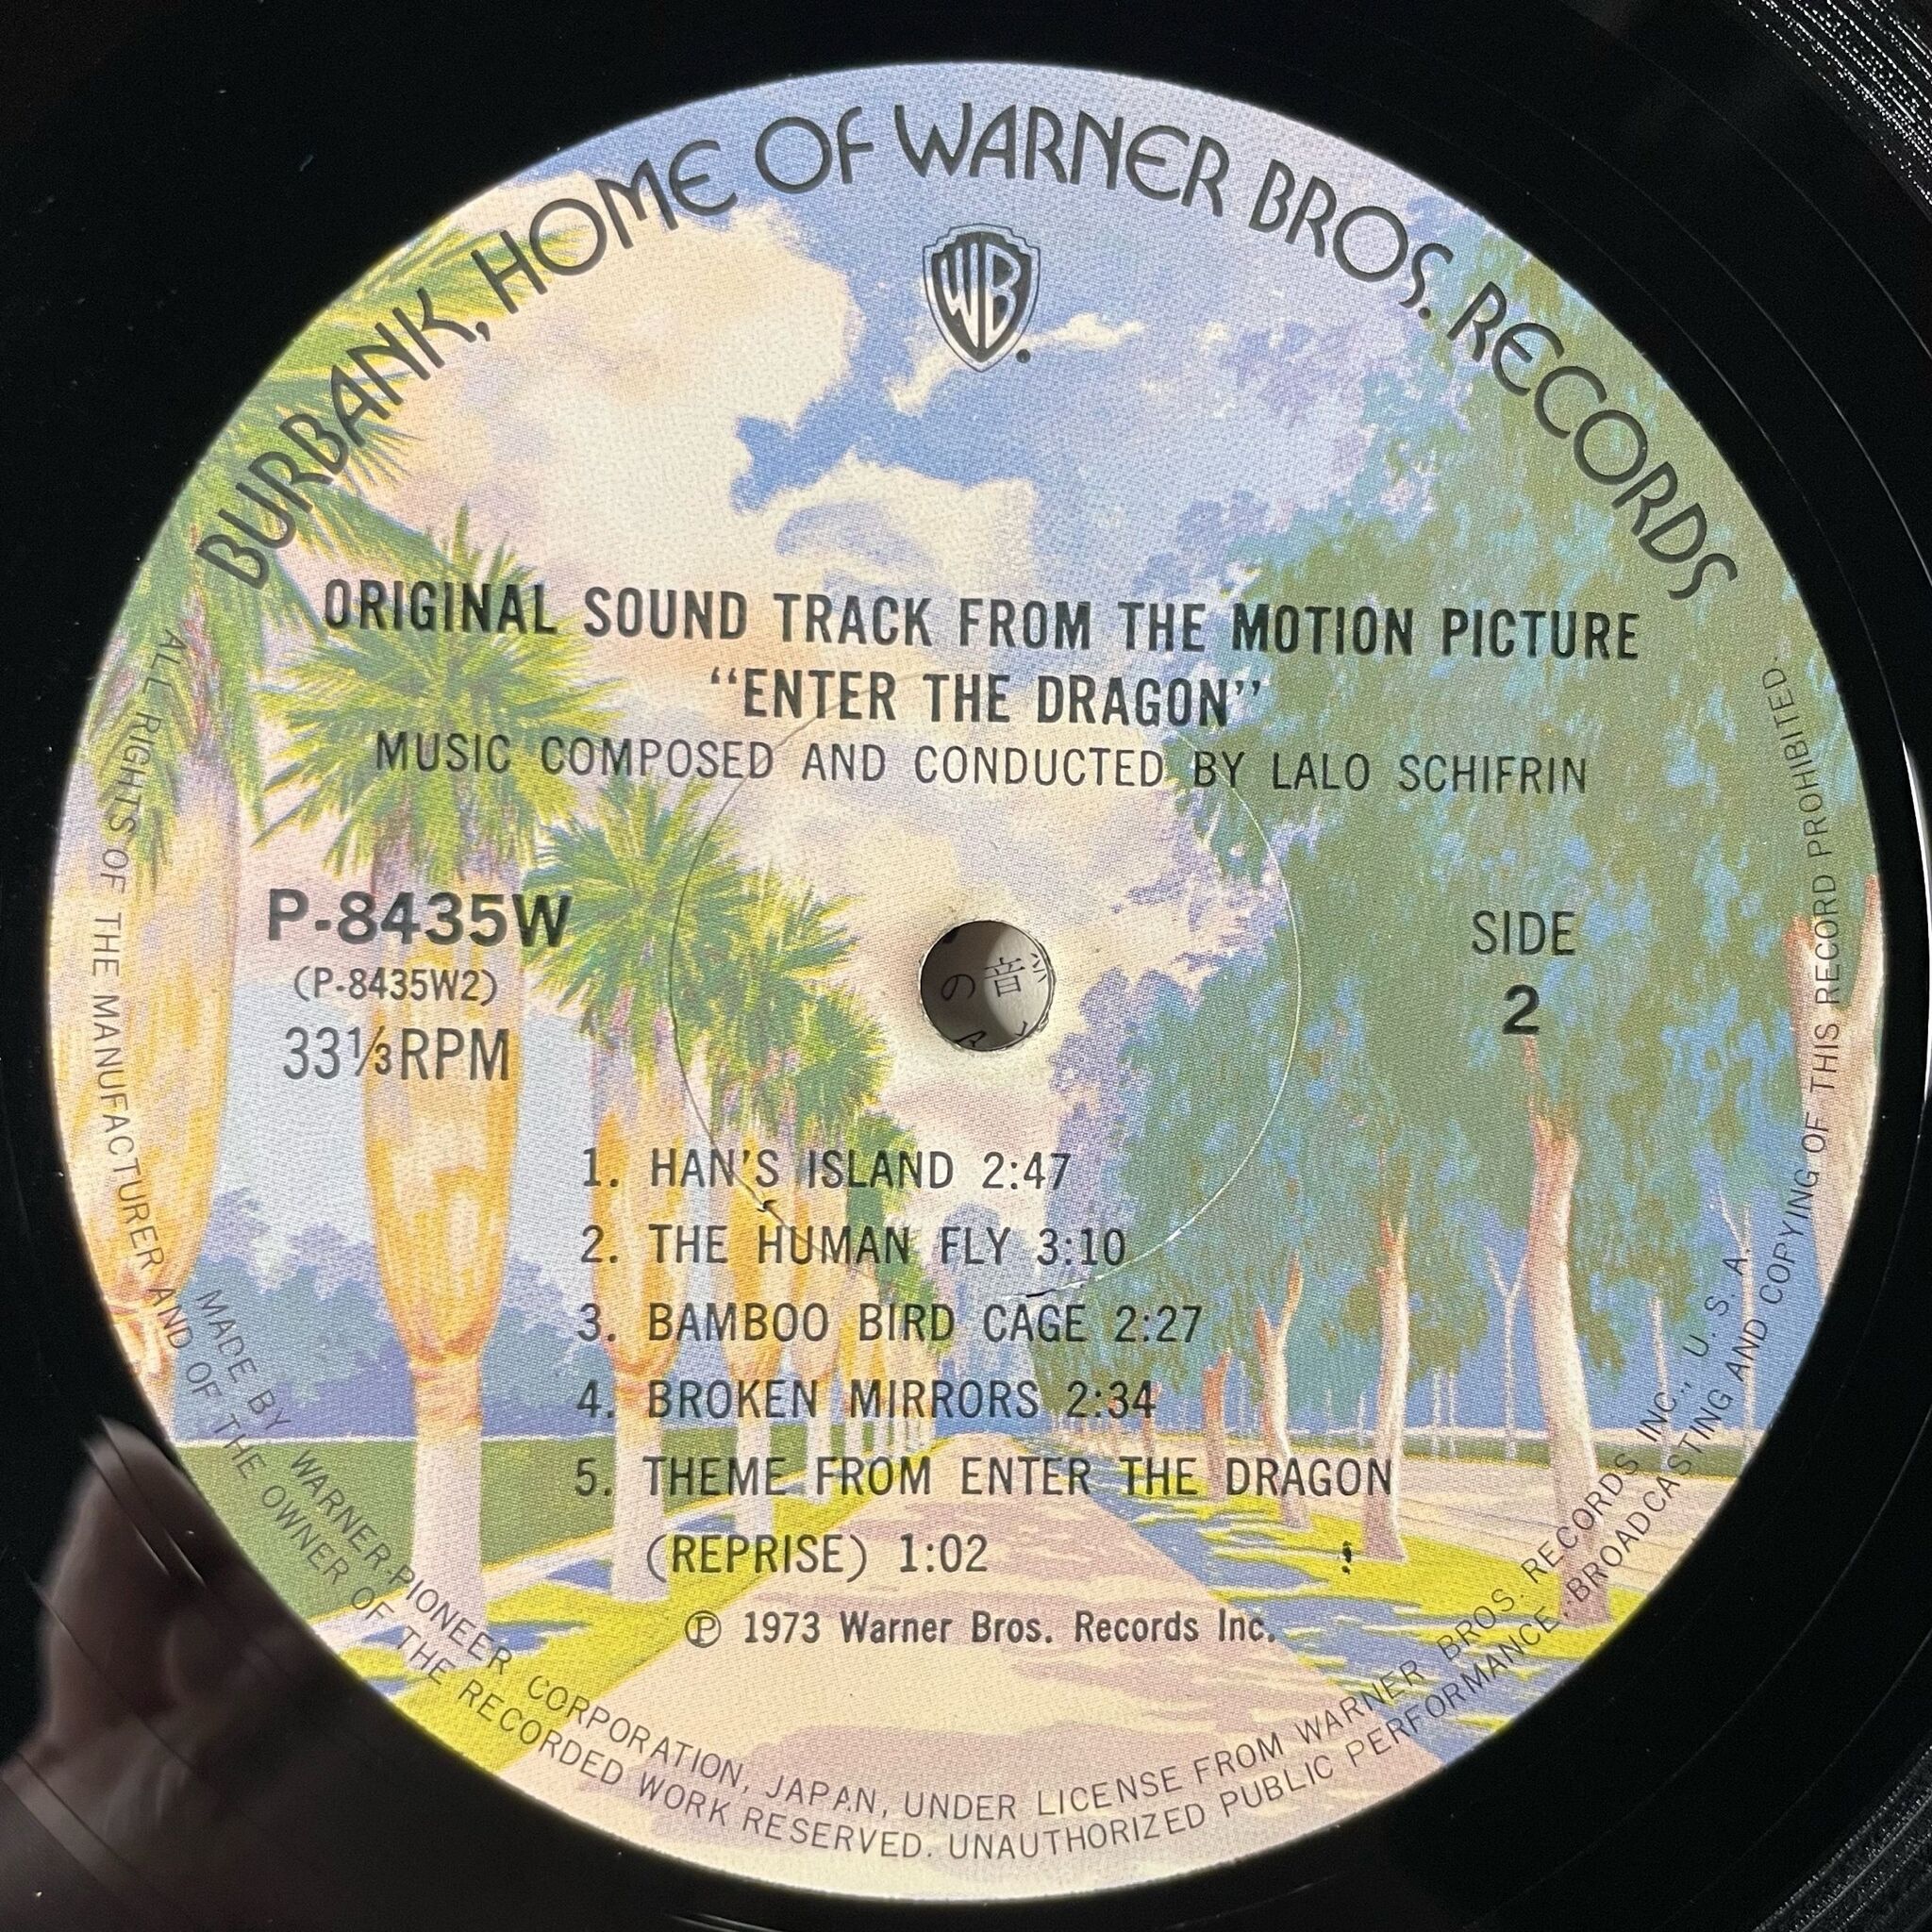 BURBANK, HOME OF WARNER BROS. RECORDS
WB
ORIGINAL SOUND TRACK FROM THE MOTION PICTURE
“ENTER THE DRAGON”
MUSIC COMPOSED AND CONDUCTED BY LALO SCHIFRIN
P-8435W
(P-8435W2)
33⅓RPM
SIDE
2
の音
1. HAN'S ISLAND 2:47
2. THE HUMAN FLY 3:10
3. BAMBOO BIRD CAGE 2:27
4. BROKEN MIRRORS 2:34
5. THEME FROM ENTER THE DRAGON
(REPRISE) 1:02
Ⓟ 1973 Warner Bros. Records Inc.
MADE BY WARNER-PIONEER CORPORATION, JAPAN, UNDER LICENSE FROM WARNER BROS. RECORDS INC., U. S. A.
ALL RIGHTS OF THE MANUFACTURER AND OF THE OWNER OF THE RECORDED WORK RESERVED. UNAUTHORIZED PUBLIC PERFORMANCE, BROADCASTING AND COPYING OF THIS RECORD PROHIBITED.